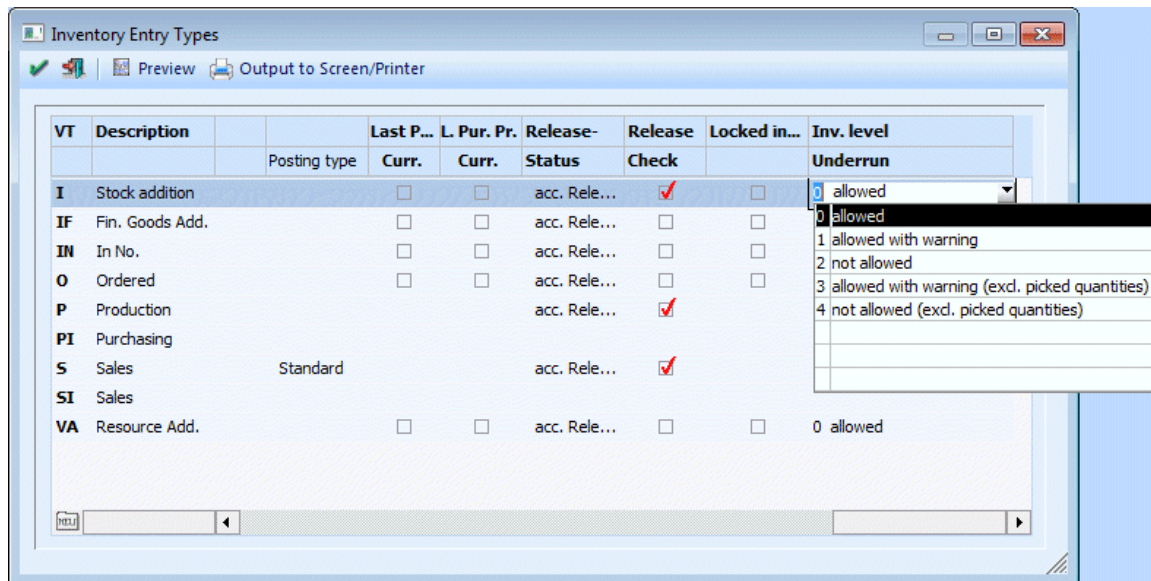 Inventory Entry Types
Preview Output to Screen/Printer
VT Description Last P... L. Pur. Pr. Release- Release Locked in... Inv. level
Posting type Curr. Curr. Status Check Underrun
I Stock addition acc. Rele... 0 allowed
0 allowed
IF Fin. Goods Add. acc. Rele...
1 allowed with warning
IN In No. acc. Rele...
2 not allowed
O Ordered acc. Rele...
3 allowed with warning (excl. picked quantities)
P Production acc. Rele...
4 not allowed (excl. picked quantities)
PI Purchasing
S Sales Standard acc. Rele...
SI Sales
VA Resource Add. acc. Rele... 0 allowed